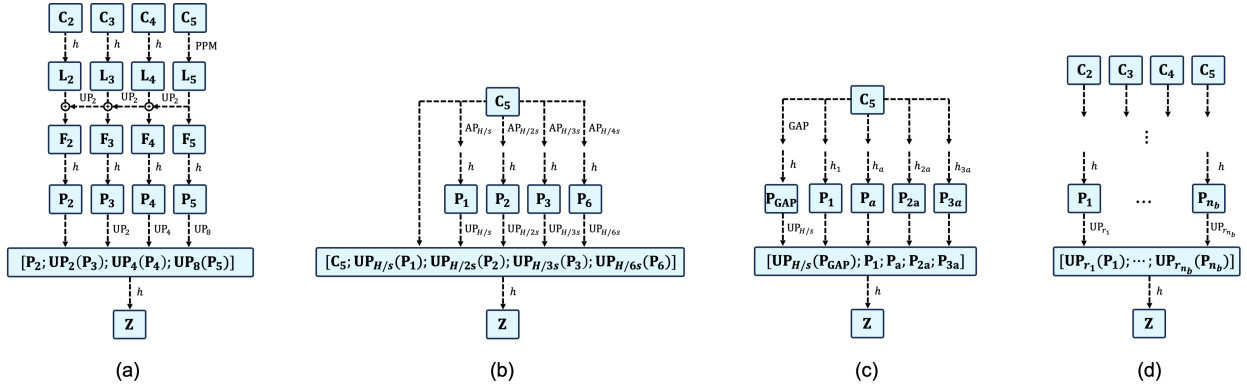 C2 C3 C4 C5
h h h PPM
L2 L3 L4 L5
UP2 UP2 UP2
F2 F3 F4 F5
h h h h
P2 P3 P4 P5
UP2 UP4 UP8
[P2; UP2(P3); UP4(P4); UP8(P5)]
h
Z
(a)
C5
APH/s APH/2s APH/3s APH/4s
h h h h
P1 P2 P3 P6
UPH/s UPH/2s UPH/3s UPH/6s
[C5; UPH/s(P1); UPH/2s(P2); UPH/3s(P3); UPH/6s(P6)]
h
Z
(b)
C5
GAP
h h1 ha h2a h3a
PGAP P1 Pa P2a P3a
UPH/s
[UPH/s(PGAP); P1; Pa; P2a; P3a]
h
Z
(c)
C2 C3 C4 C5
⋮
h h
P1 ⋯ Pnb
UPr1 UPrnb
[UPr1(P1); ⋯; UPrnb(Pnb)]
h
Z
(d)